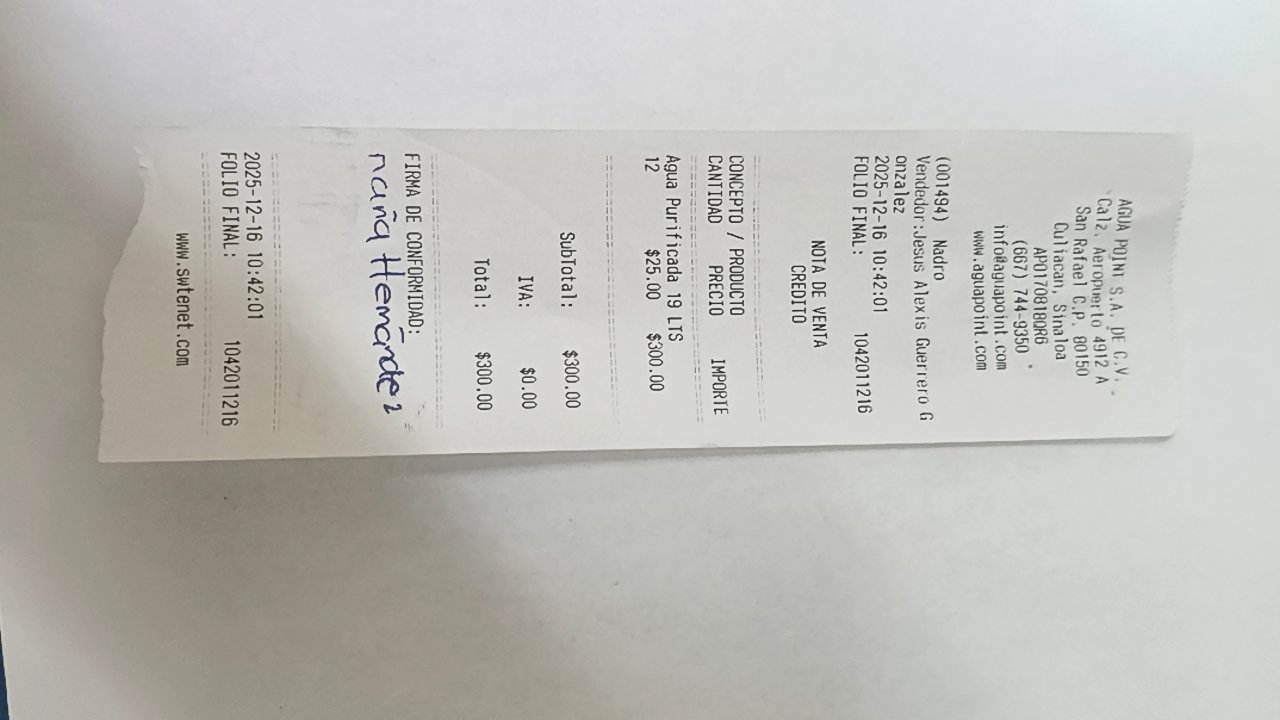 AGUA POINT S.A. DE C.V.
Calz. Aeropuerto 4912 A
San Rafael C.P. 80150
Culiacan, Sinaloa
APO170818QR6
(667) 744-9350
info@aguapoint.com
www.aguapoint.com
(001494) Nadro
Vendedor:Jesus Alexis Guerrero G
onzalez
2025-12-16 10:42:01
FOLIO FINAL: 1042011216
NOTA DE VENTA
CREDITO
CONCEPTO / PRODUCTO
CANTIDAD PRECIO IMPORTE
Agua Purificada 19 LTS
12 $25.00 $300.00
SubTotal: $300.00
IVA: $0.00
Total: $300.00
FIRMA DE CONFORMIDAD:
Hernández
2025-12-16 10:42:01
FOLIO FINAL: 1042011216
www.swtenet.com